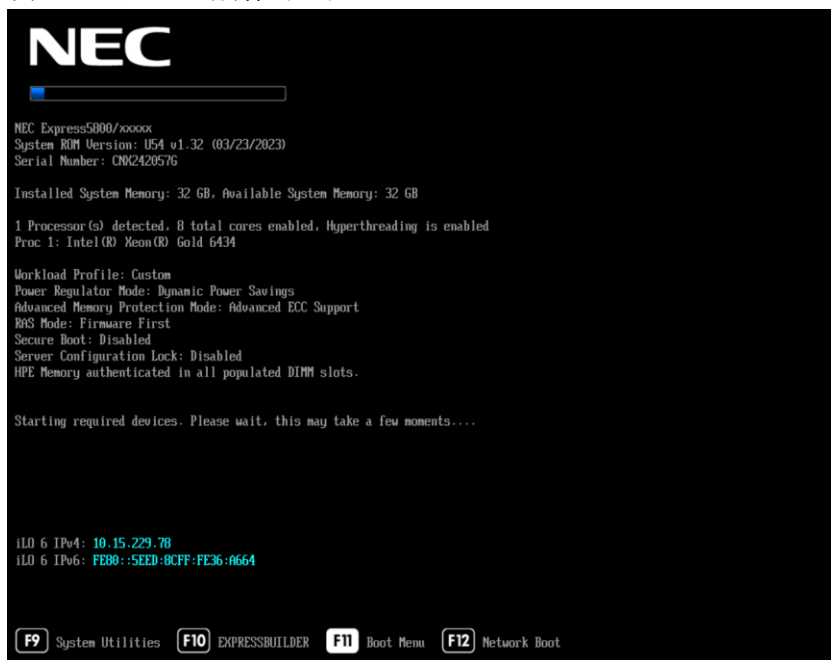 NEC
NEC Express5800/xxxxx
System ROM Version: U54 v1.32 (03/23/2023)
Serial Number: CNX242057G
Installed System Memory: 32 GB, Available System Memory: 32 GB
1 Processor(s) detected, 8 total cores enabled, Hyperthreading is enabled
Proc 1: Intel(R) Xeon(R) Gold 6434
Workload Profile: Custom
Power Regulator Mode: Dynamic Power Savings
Advanced Memory Protection Mode: Advanced ECC Support
RAS Mode: Firmware First
Secure Boot: Disabled
Server Configuration Lock: Disabled
HPE Memory authenticated in all populated DIMM slots.
Starting required devices. Please wait, this may take a few moments....
iLO 6 IPv4: 10.15.229.78
iLO 6 IPv6: FE80::5EED:8CFF:FE36:A664
F9 System Utilities F10 EXPRESSBUILDER F11 Boot Menu F12 Network Boot